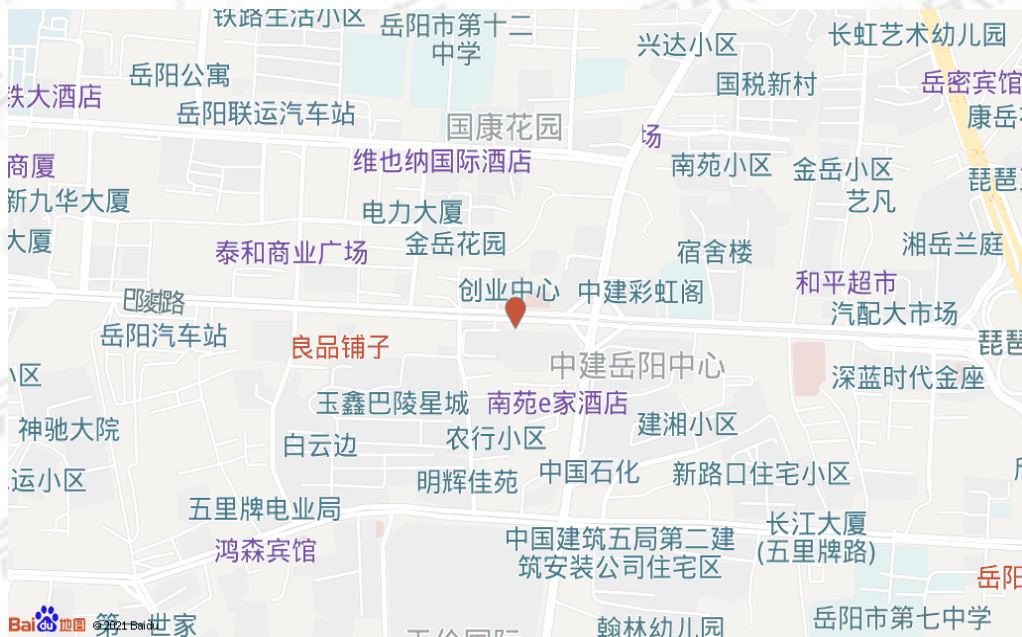 铁路生活小区
岳阳市第十二
中学
兴达小区
长虹艺术幼儿园
岳阳公寓
国税新村
岳密宾馆
铁大酒店
岳阳联运汽车站
康岳
国康花园
场
商厦
维也纳国际酒店
南苑小区
金岳小区
琵琶
新九华大厦
电力大厦
艺凡
大厦
泰和商业广场
金岳花园
宿舍楼
湘岳兰庭
创业中心
中建彩虹阁
和平超市
巴陵路
汽配大市场
岳阳汽车站
良品铺子
琵琶
中建岳阳中心
小区
深蓝时代金座
玉鑫巴陵星城
南苑e家酒店
神驰大院
白云边
农行小区
建湘小区
运小区
明辉佳苑
中国石化
新路口住宅小区
五里牌电业局
长江大厦
(五里牌路)
鸿森宾馆
中国建筑五局第二建
筑安装公司住宅区
岳阳
Bai du 地图
© 2021 Baidu
第一世家
岳阳市第七中学
翰林幼儿园